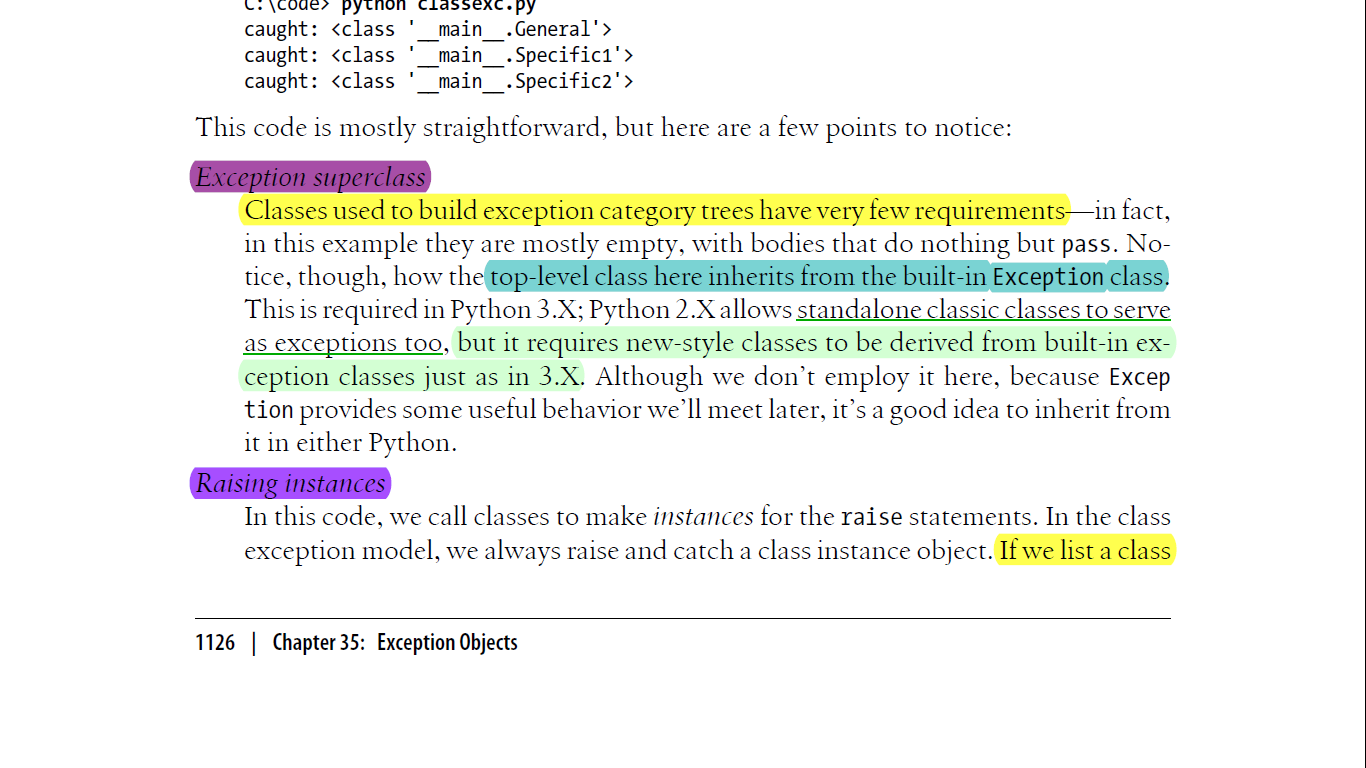 C:\code> python classexc.py
caught: <class '__main__.General'>
caught: <class '__main__.Specific1'>
caught: <class '__main__.Specific2'>
This code is mostly straightforward, but here are a few points to notice:
Exception superclass
Classes used to build exception category trees have very few requirements—in fact,
in this example they are mostly empty, with bodies that do nothing but pass. No-
tice, though, how the top-level class here inherits from the built-in Exception class.
This is required in Python 3.X; Python 2.X allows standalone classic classes to serve
as exceptions too, but it requires new-style classes to be derived from built-in ex-
ception classes just as in 3.X. Although we don’t employ it here, because Excep
tion provides some useful behavior we’ll meet later, it’s a good idea to inherit from
it in either Python.
Raising instances
In this code, we call classes to make instances for the raise statements. In the class
exception model, we always raise and catch a class instance object. If we list a class
1126 | Chapter 35: Exception Objects